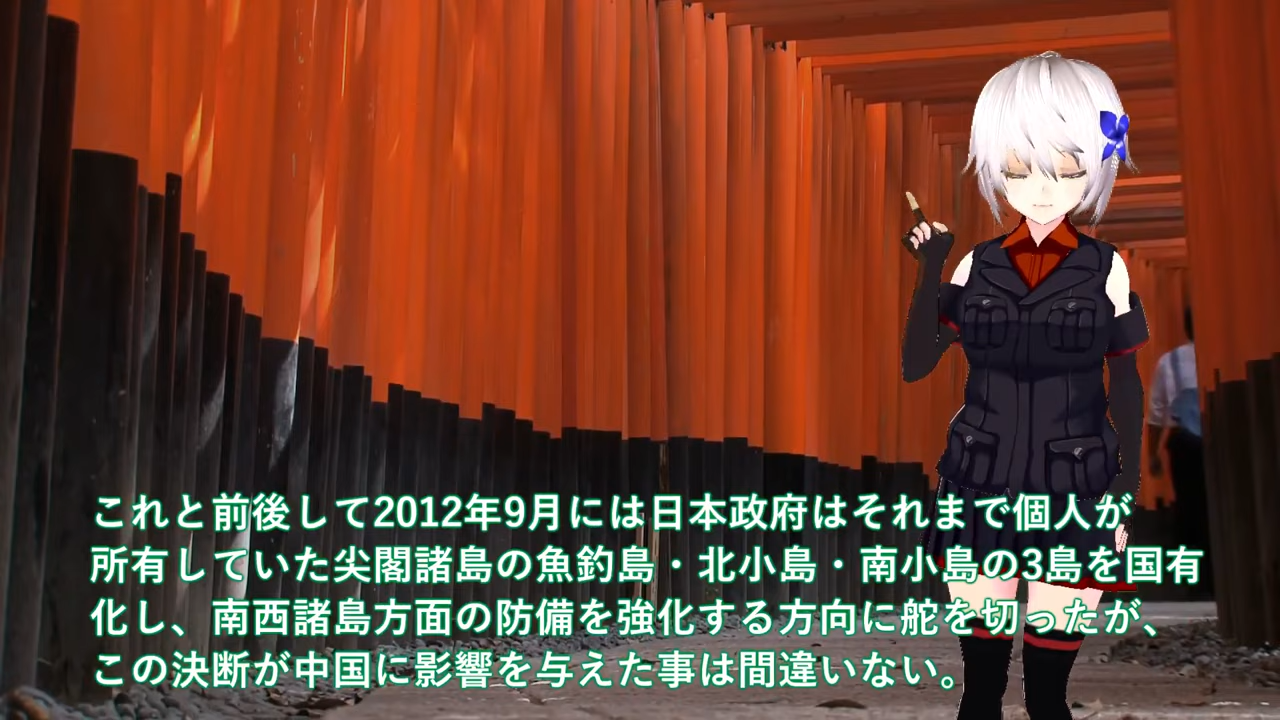 これと前後して2012年9月には日本政府はそれまで個人が
所有していた尖閣諸島の魚釣島・北小島・南小島の3島を国有
化し、南西諸島方面の防備を強化する方向に舵を切ったが、
この決断が中国に影響を与えた事は間違いない。